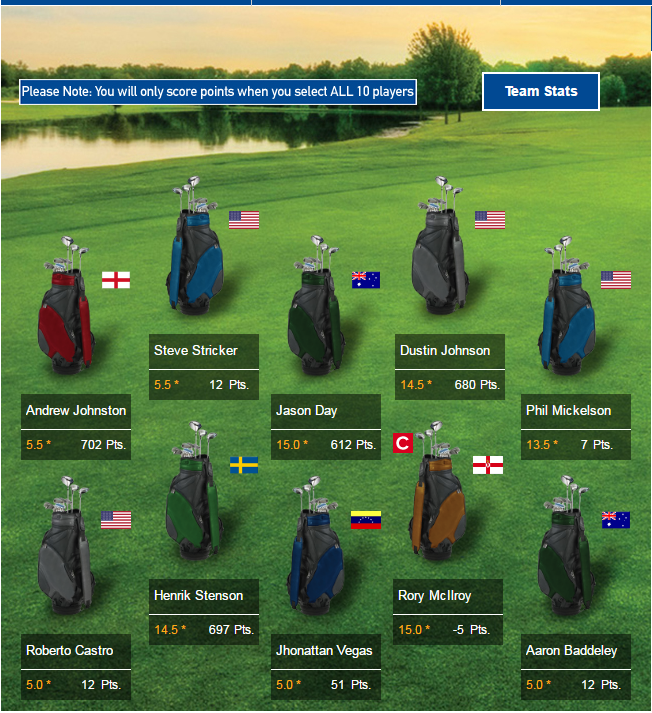 Please Note: You will only score points when you select ALL 10 players
Team Stats
Steve Stricker
5.5 * 12 Pts.
Dustin Johnson
14.5 * 680 Pts.
Andrew Johnston
5.5 * 702 Pts.
Jason Day
15.0 * 612 Pts.
Phil Mickelson
13.5 * 7 Pts.
C
Henrik Stenson
14.5 * 697 Pts.
Rory McIlroy
15.0 * -5 Pts.
Roberto Castro
5.0 * 12 Pts.
Jhonattan Vegas
5.0 * 51 Pts.
Aaron Baddeley
5.0 * 12 Pts.